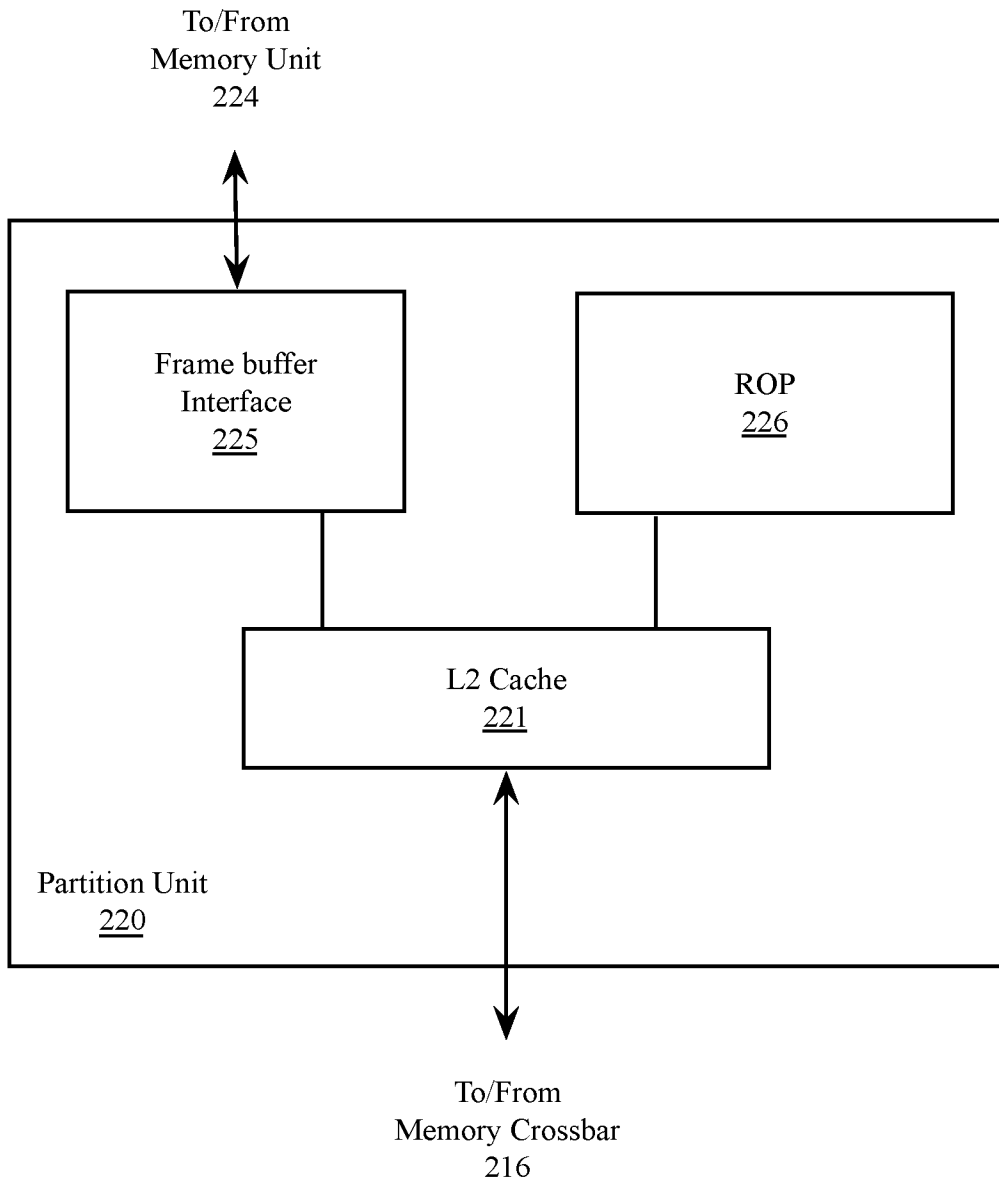 To/From
Memory Unit
224
Frame buffer
Interface
225
ROP
226
L2 Cache
221
Partition Unit
220
To/From
Memory Crossbar
216